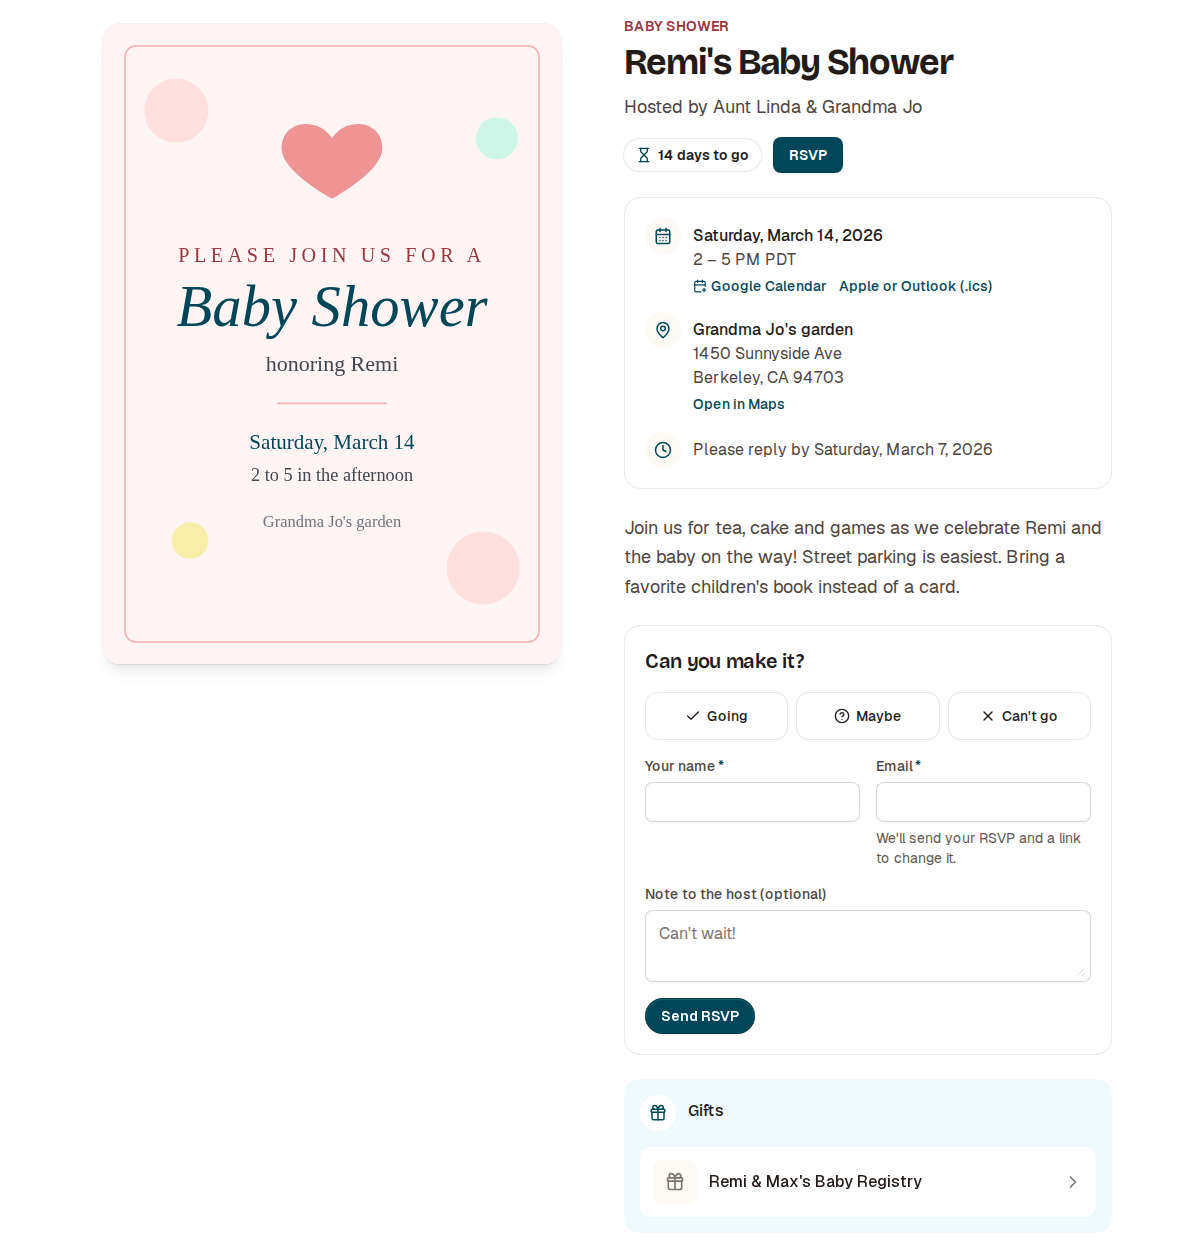 PLEASE JOIN US FOR A
Baby Shower
honoring Remi
Saturday, March 14
2 to 5 in the afternoon
Grandma Jo's garden
BABY SHOWER
Remi's Baby Shower
Hosted by Aunt Linda & Grandma Jo
14 days to go
RSVP
Saturday, March 14, 2026
2 – 5 PM PDT
Google Calendar Apple or Outlook (.ics)
Grandma Jo's garden
1450 Sunnyside Ave
Berkeley, CA 94703
Open in Maps
Please reply by Saturday, March 7, 2026
Join us for tea, cake and games as we celebrate Remi and
the baby on the way! Street parking is easiest. Bring a
favorite children's book instead of a card.
Can you make it?
Going Maybe Can't go
Your name * Email *
We'll send your RSVP and a link
to change it.
Note to the host (optional)
Can't wait!
Send RSVP
Gifts
Remi & Max's Baby Registry